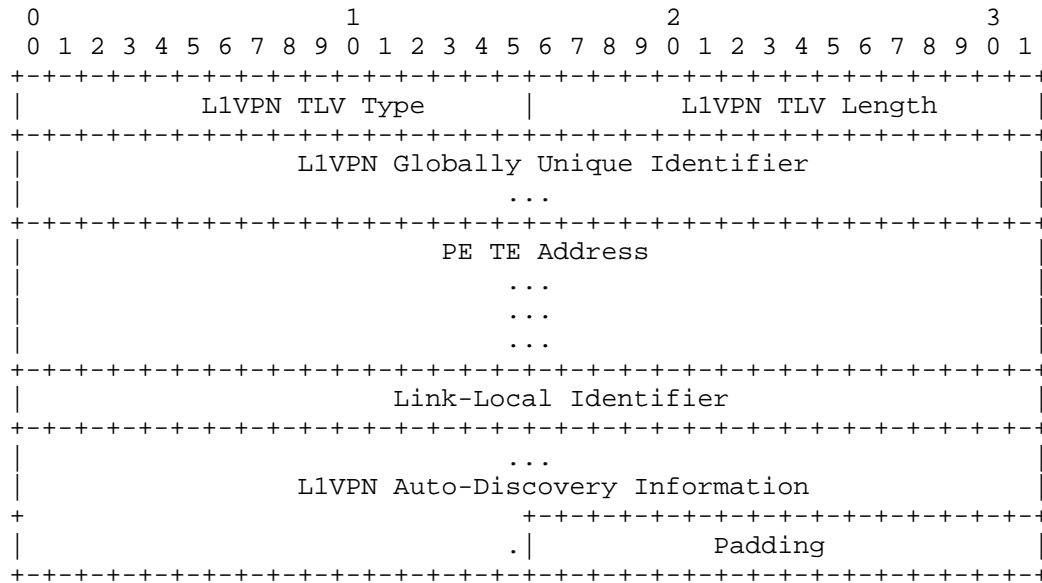 0                   1                   2                   3
 0 1 2 3 4 5 6 7 8 9 0 1 2 3 4 5 6 7 8 9 0 1 2 3 4 5 6 7 8 9 0 1
+-+-+-+-+-+-+-+-+-+-+-+-+-+-+-+-+-+-+-+-+-+-+-+-+-+-+-+-+-+-+-+-+
|           L1VPN TLV Type      |         L1VPN TLV Length      |
+-+-+-+-+-+-+-+-+-+-+-+-+-+-+-+-+-+-+-+-+-+-+-+-+-+-+-+-+-+-+-+-+
|                 L1VPN Globally Unique Identifier              |
|                              ...                              |
+-+-+-+-+-+-+-+-+-+-+-+-+-+-+-+-+-+-+-+-+-+-+-+-+-+-+-+-+-+-+-+-+
|                          PE TE Address                        |
|                              ...                              |
|                              ...                              |
|                              ...                              |
+-+-+-+-+-+-+-+-+-+-+-+-+-+-+-+-+-+-+-+-+-+-+-+-+-+-+-+-+-+-+-+-+
|                       Link-Local Identifier                   |
+-+-+-+-+-+-+-+-+-+-+-+-+-+-+-+-+-+-+-+-+-+-+-+-+-+-+-+-+-+-+-+-+
|                              ...                              |
|                 L1VPN Auto-Discovery Information              |
+                               +-+-+-+-+-+-+-+-+-+-+-+-+-+-+-+-+
|                              .|           Padding             |
+-+-+-+-+-+-+-+-+-+-+-+-+-+-+-+-+-+-+-+-+-+-+-+-+-+-+-+-+-+-+-+-+